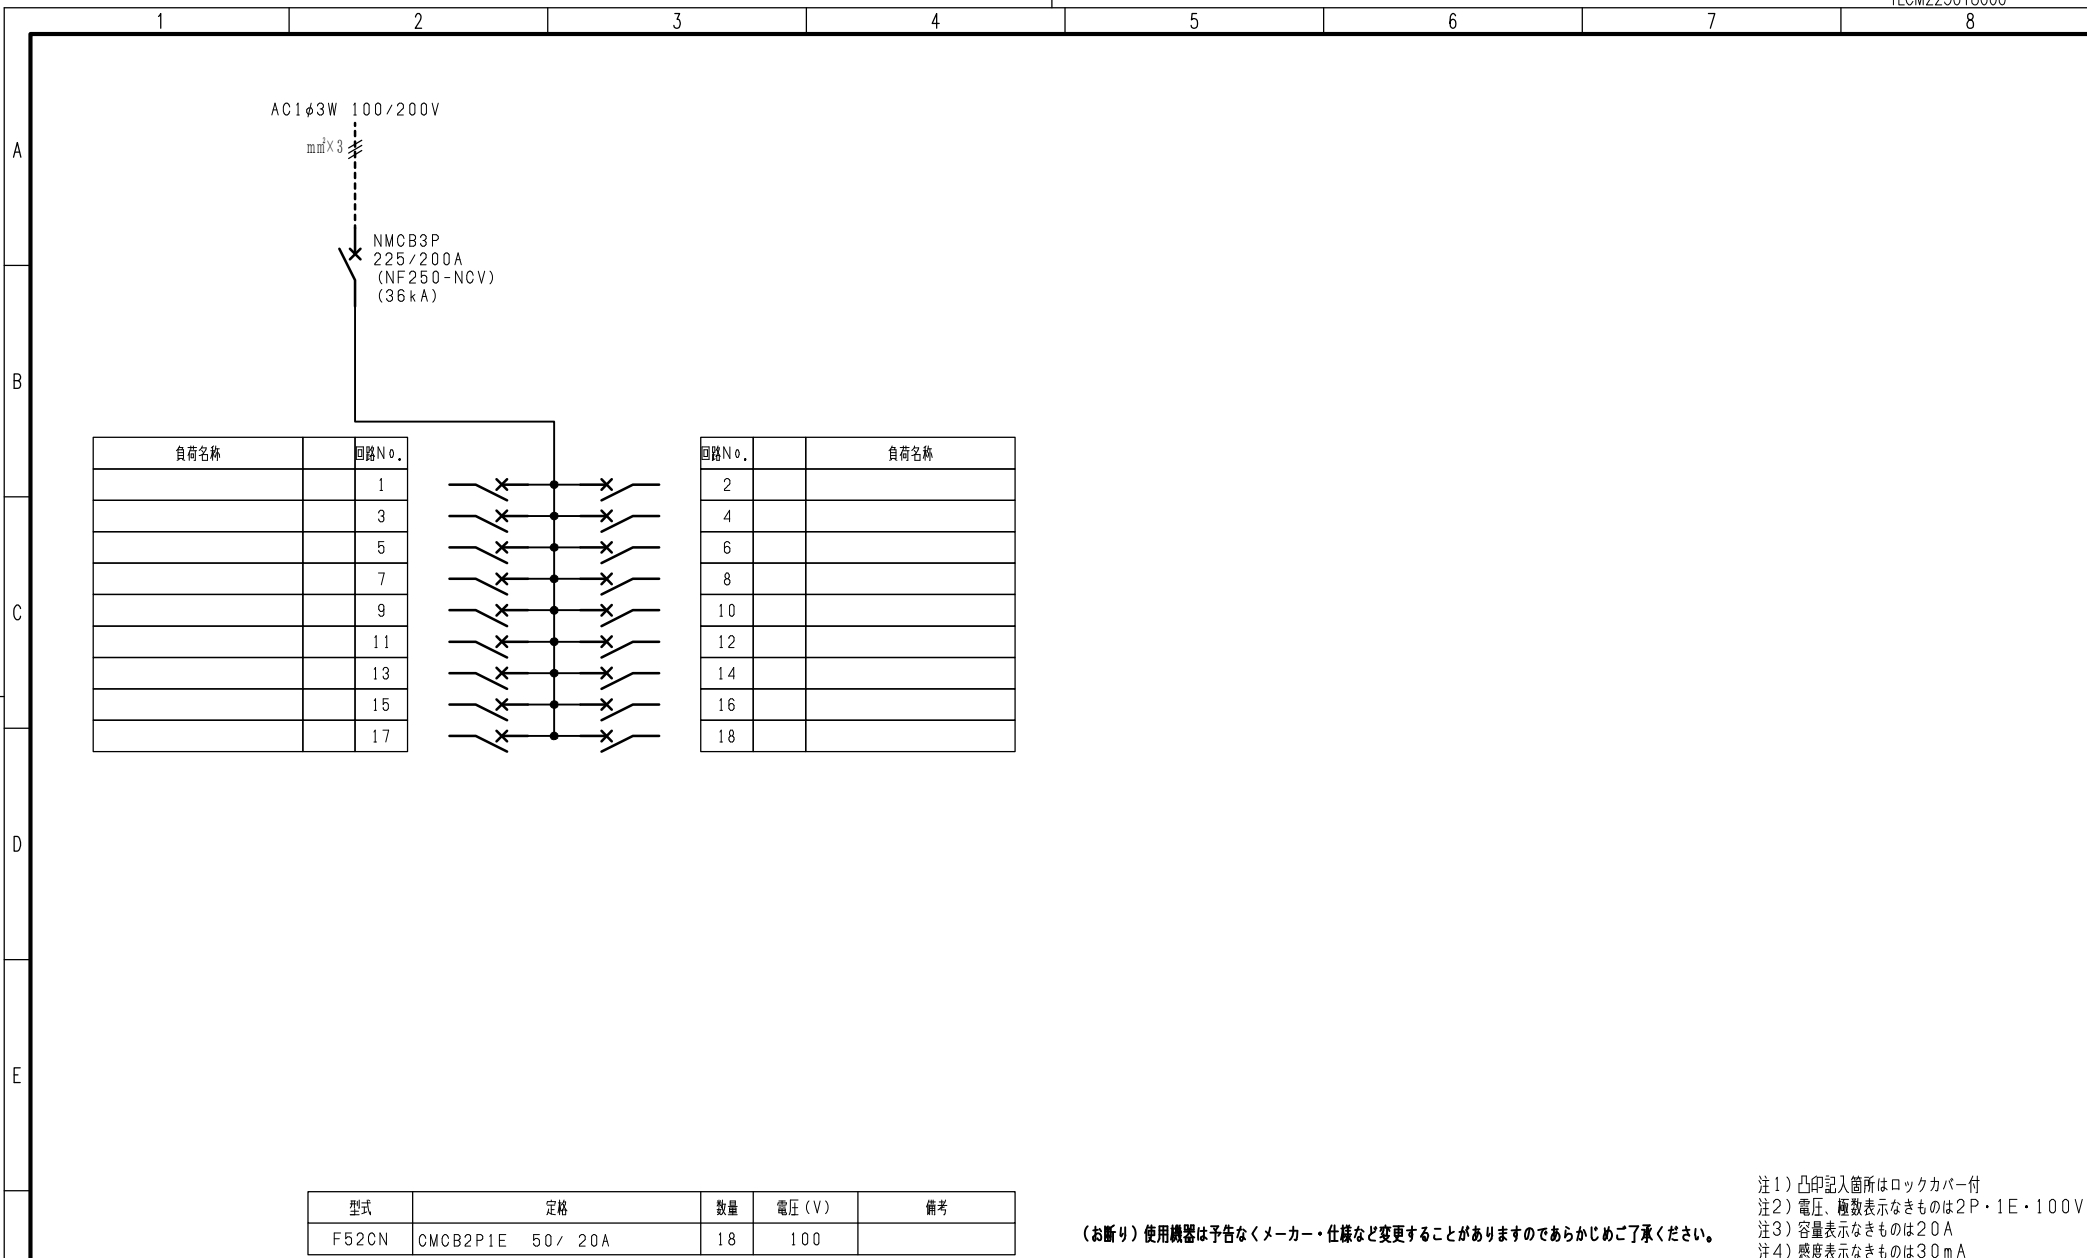 1 2 3 4 5 6 7 8
A
B
C
D
E
AC1φ3W 100/200V
mm²×3
NMCB3P
225/200A
(NF250-NCV)
(36kA)
負荷名称 回路No. 回路No. 負荷名称
1 2
3 4
5 6
7 8
9 10
11 12
13 14
15 16
17 18
型式 定格 数量 電圧(V) 備考
F52CN CMCB2P1E 50/ 20A 18 100
(お断り)使用機器は予告なくメーカー・仕様など変更することがありますのであらかじめご了承ください。
注1)凸印記入箇所はロックカバー付
注2)電圧、極数表示なきものは2P・1E・100V
注3)容量表示なきものは20A
注4)感度表示なきものは30mA